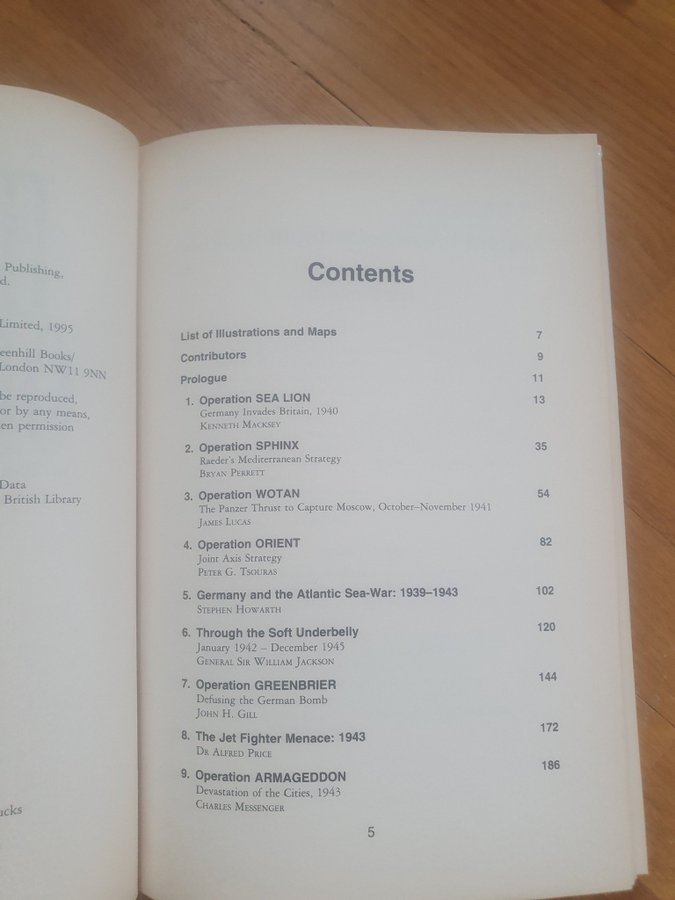 Publishing,
d.
Limited, 1995
eenhill Books/
London NW11 9NN
be reproduced,
or by any means,
en permission
Data
British Library
ucks
Contents
List of Illustrations and Maps 7
Contributors 9
Prologue 11
1. Operation SEA LION 13
Germany Invades Britain, 1940
KENNETH MACKSEY
2. Operation SPHINX 35
Raeder's Mediterranean Strategy
BRYAN PERRETT
3. Operation WOTAN 54
The Panzer Thrust to Capture Moscow, October–November 1941
JAMES LUCAS
4. Operation ORIENT 82
Joint Axis Strategy
PETER G. TSOURAS
5. Germany and the Atlantic Sea-War: 1939–1943 102
STEPHEN HOWARTH
6. Through the Soft Underbelly 120
January 1942 – December 1945
GENERAL SIR WILLIAM JACKSON
7. Operation GREENBRIER 144
Defusing the German Bomb
JOHN H. GILL
8. The Jet Fighter Menace: 1943 172
DR ALFRED PRICE
9. Operation ARMAGEDDON 186
Devastation of the Cities, 1943
CHARLES MESSENGER
5